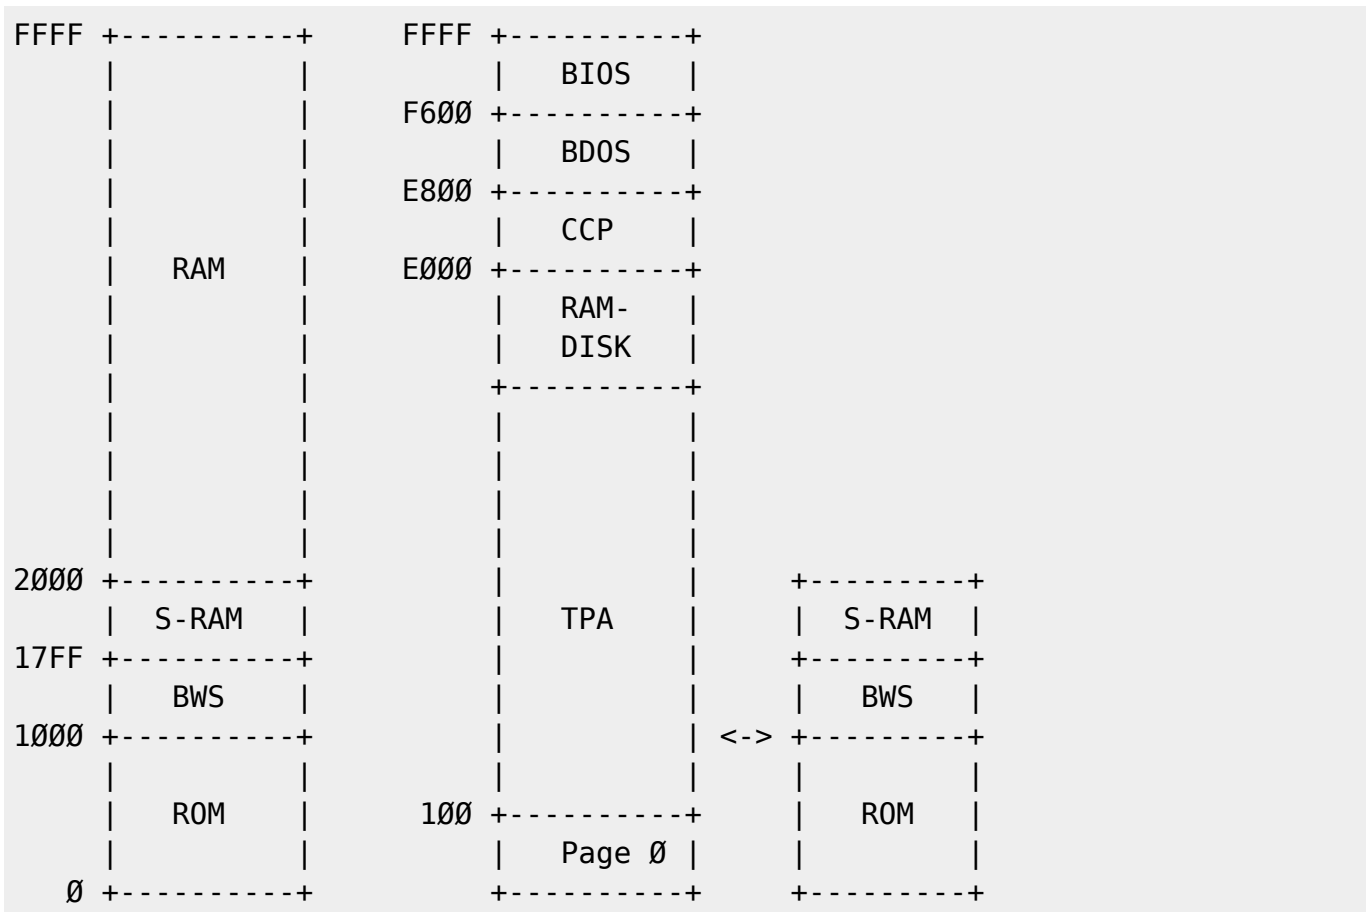 FFFF +----------+     FFFF +----------+
     |          |          |   BIOS   |
     |          |     F6ØØ +----------+
     |          |          |   BDOS   |
     |          |     E8ØØ +----------+
     |          |          |   CCP    |
     |   RAM    |     EØØØ +----------+
     |          |          |   RAM-   |
     |          |          |   DISK   |
     |          |          +----------+
     |          |          |          |
     |          |          |          |
     |          |          |          |
     |          |          |          |
2ØØØ +----------+          |          |     +---------+
     |  S-RAM   |          |   TPA    |     |  S-RAM  |
17FF +----------+          |          |     +---------+
     |   BWS    |          |          |     |   BWS   |
1ØØØ +----------+          |          | <-> +---------+
     |          |          |          |     |         |
     |   ROM    |      1ØØ +----------+     |   ROM   |
     |          |          |   Page Ø |     |         |
   Ø +----------+          +----------+     +---------+